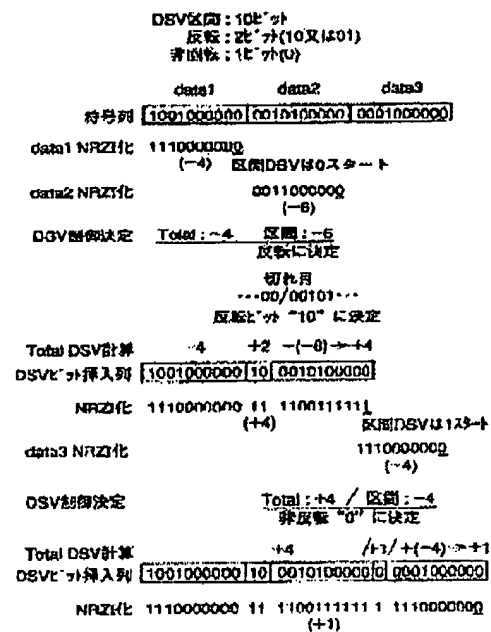 DSV区間：10ビット
反転：2ビット(10又は01)
非反転：1ビット(0)
data1 data2 data3
符号列 1001000000 0010100000 0001000000
data1 NRZI化 1110000000
(−4) 区間DSVは0スタート
data2 NRZI化 0011000000
(−6)
DSV制御決定 Total：−4 区間：−6
反転に決定
切れ目
･･･00/00101･･･
反転ビット "10" に決定
Total DSV計算 −4 +2 −(−6)→+4
DSVビット挿入列 1001000000 10 0010100000
NRZI化 1110000000 11 1100111111
(+4) 区間DSVは1スタート
data3 NRZI化 1110000000
(−4)
DSV制御決定 Total：+4 / 区間：−4
非反転 "0" に決定
Total DSV計算 +4 /+1/ +(−4)→+1
DSVビット挿入列 1001000000 10 0010100000 0 0001000000
NRZI化 1110000000 11 1100111111 1 1110000000
(+1)